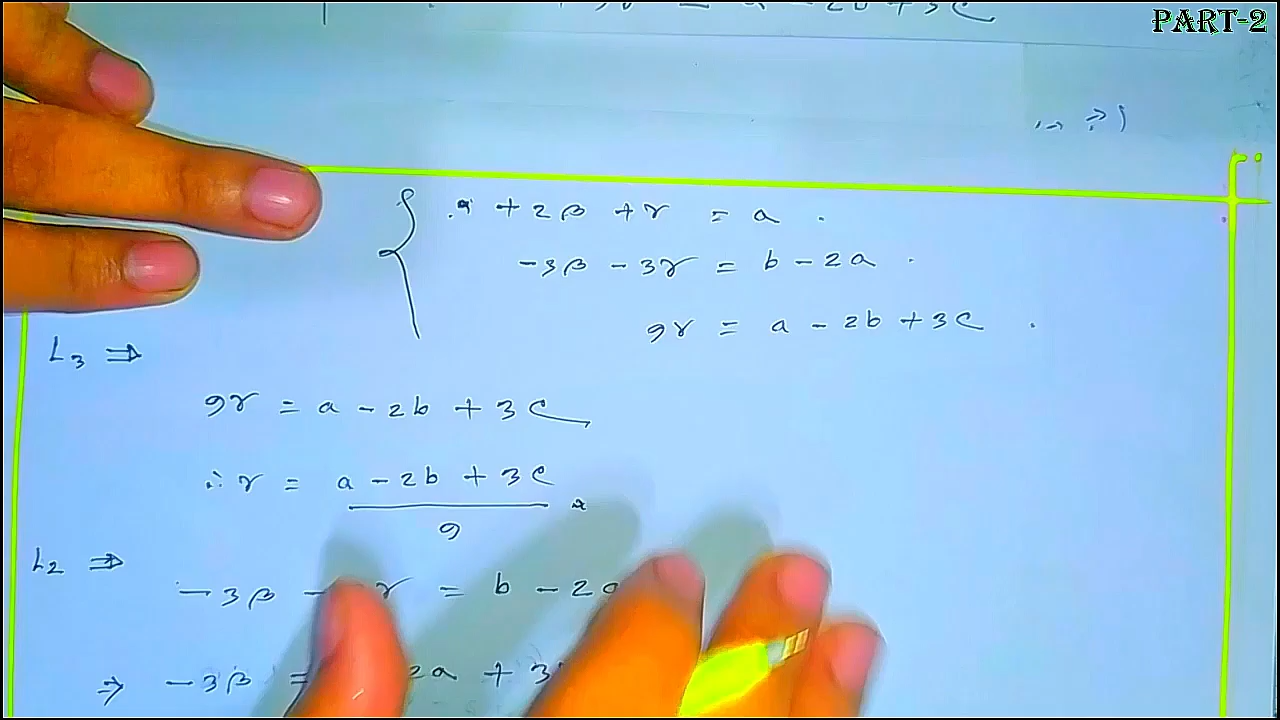 PART-2
+ 2β + γ = a
-3β - 3γ = b - 2a
9γ = a - 2b + 3c
L3 ⇒
9γ = a - 2b + 3c
∴ γ = a - 2b + 3c
9
L2 ⇒
-3β - γ = b - 2a
⇒ -3β = 2a + 3